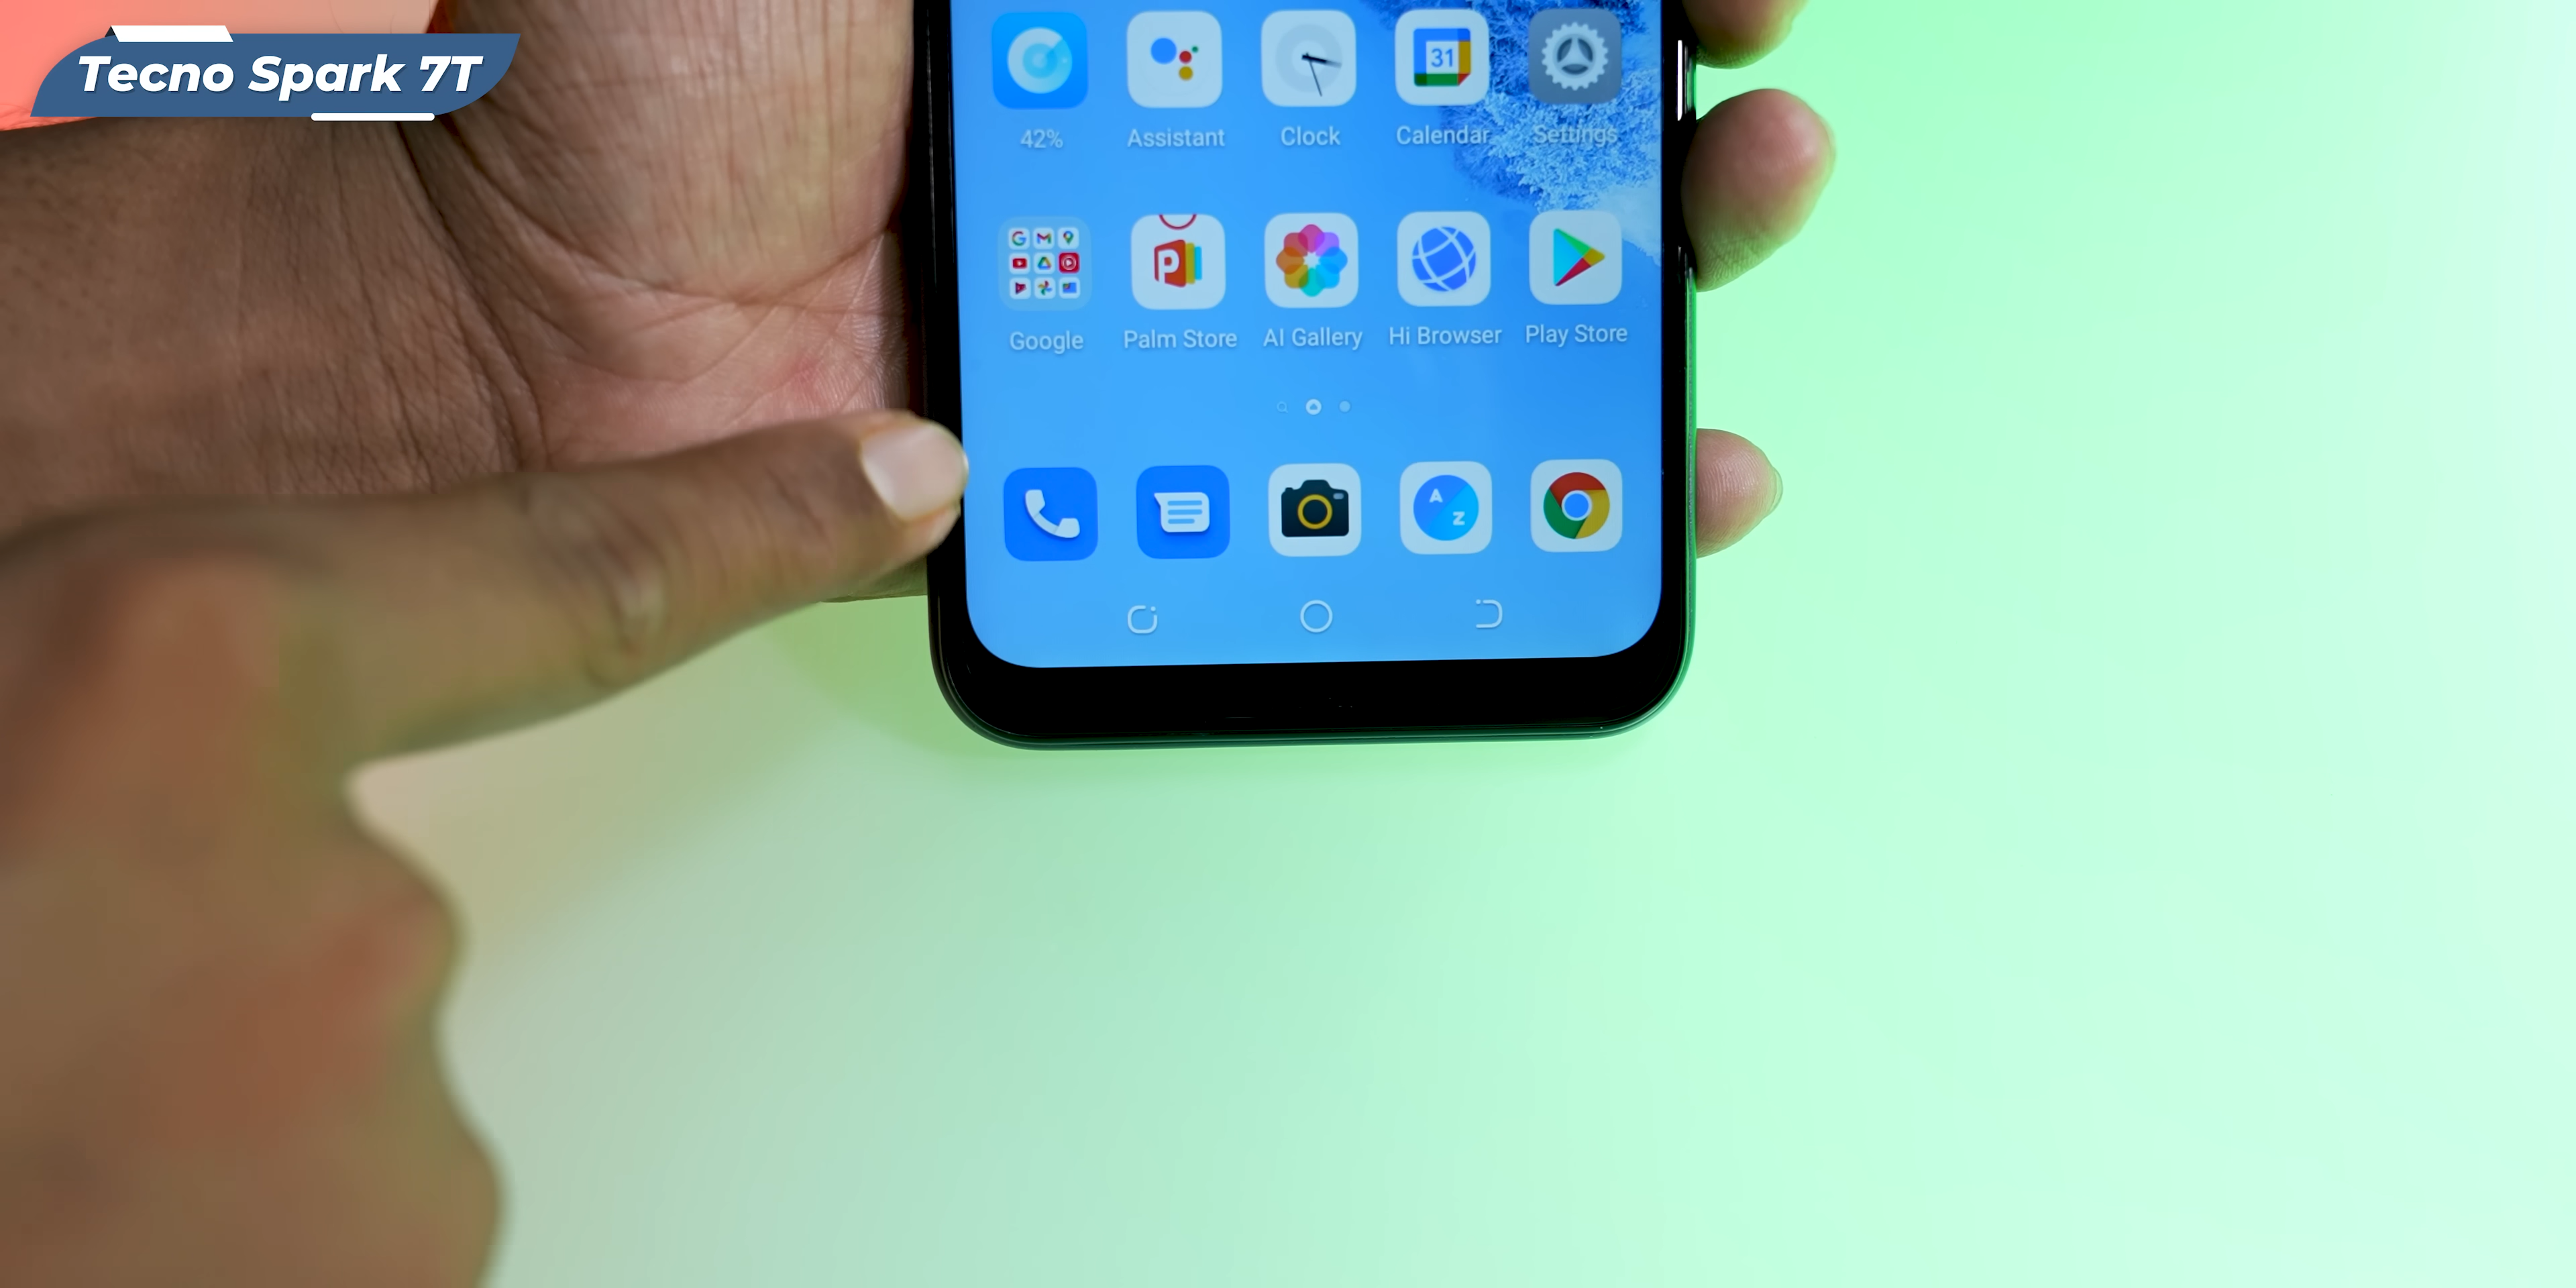 Tecno Spark 7T
31
42%
Assistant
Clock
Calendar
Settings
G
P
Google
Palm Store
AI Gallery
Hi Browser
Play Store
A
Z